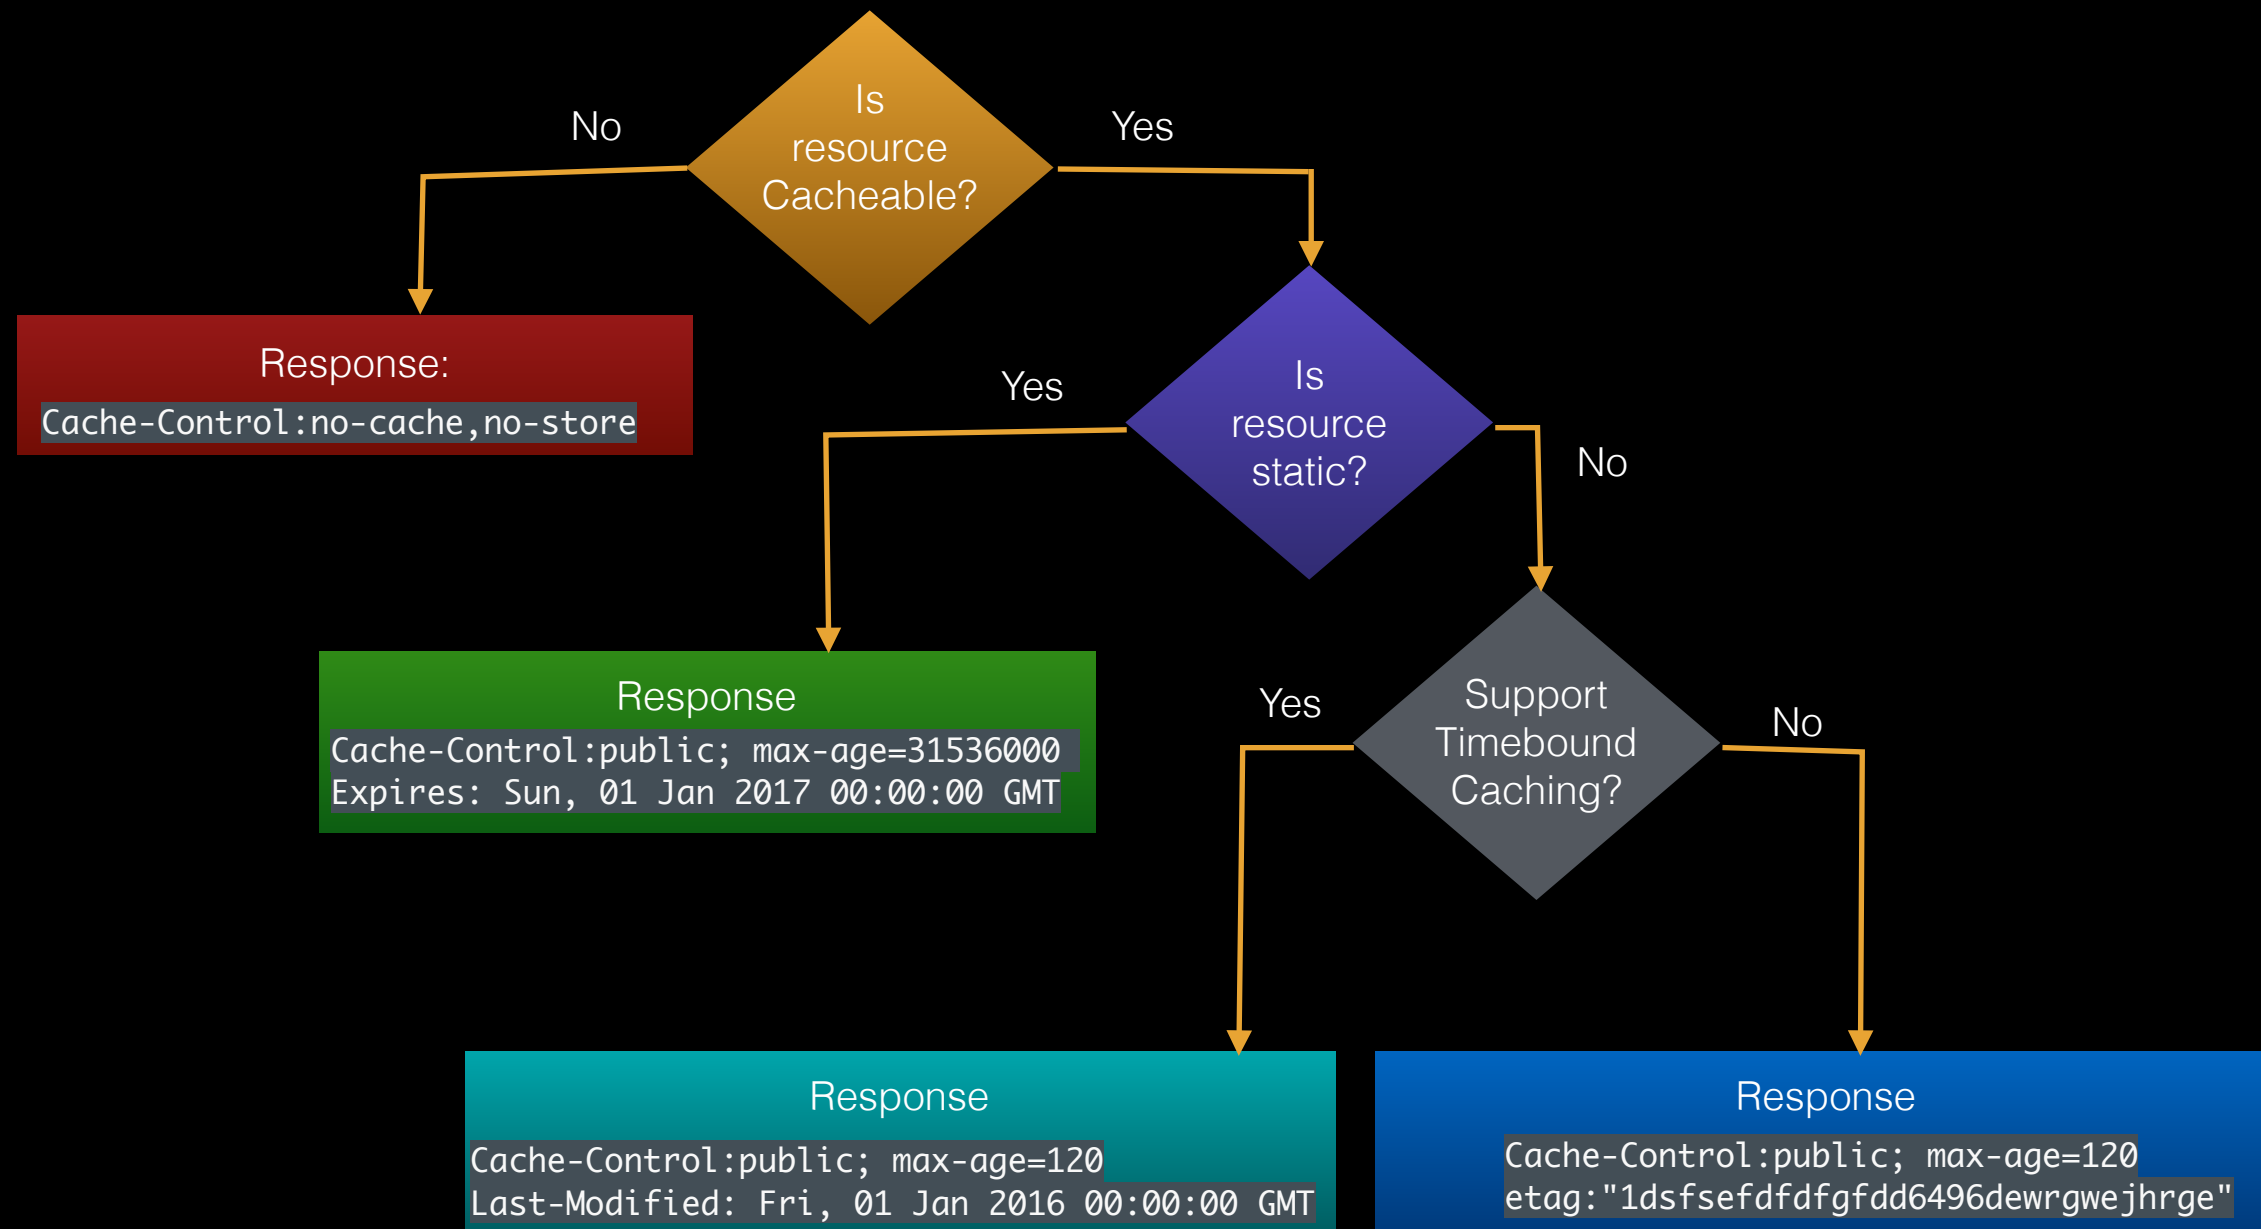 Is
resource
Cacheable?
No
Yes
Response:
Cache-Control:no-cache,no-store
Is
resource
static?
Yes
No
Response
Cache-Control:public; max-age=31536000
Expires: Sun, 01 Jan 2017 00:00:00 GMT
Support
Timebound
Caching?
Yes
No
Response
Cache-Control:public; max-age=120
Last-Modified: Fri, 01 Jan 2016 00:00:00 GMT
Response
Cache-Control:public; max-age=120
etag:"1dsfsefdfdfgfdd6496dewrgwejhrge"